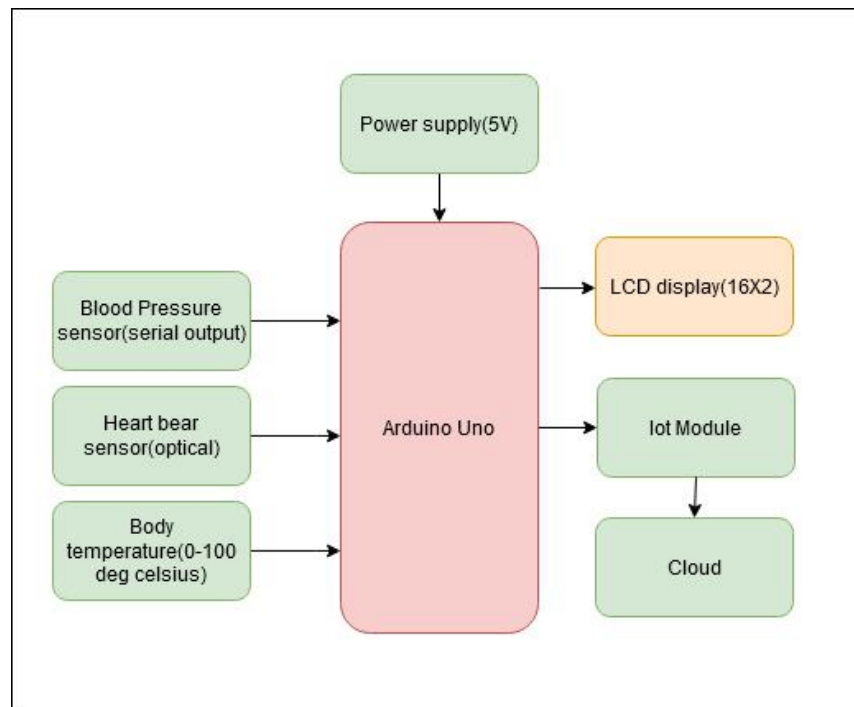 Power supply(5V)
Blood Pressure
sensor(serial output)
Heart bear
sensor(optical)
Body
temperature(0-100
deg celsius)
Arduino Uno
LCD display(16X2)
Iot Module
Cloud